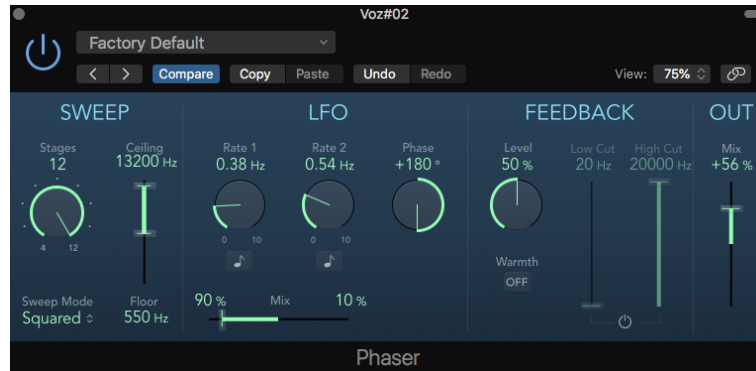 Voz#02
Factory Default
Compare Copy Paste Undo Redo View: 75%
SWEEP LFO FEEDBACK OUT
Stages Ceiling Rate 1 Rate 2 Phase Level Low Cut High Cut Mix
12 13200 Hz 0.38 Hz 0.54 Hz +180 ° 50 % 20 Hz 20000 Hz +56 %
4 12 0 10 0 10
Warmth
OFF
Sweep Mode Floor 90 % Mix 10 %
Squared 550 Hz
Phaser